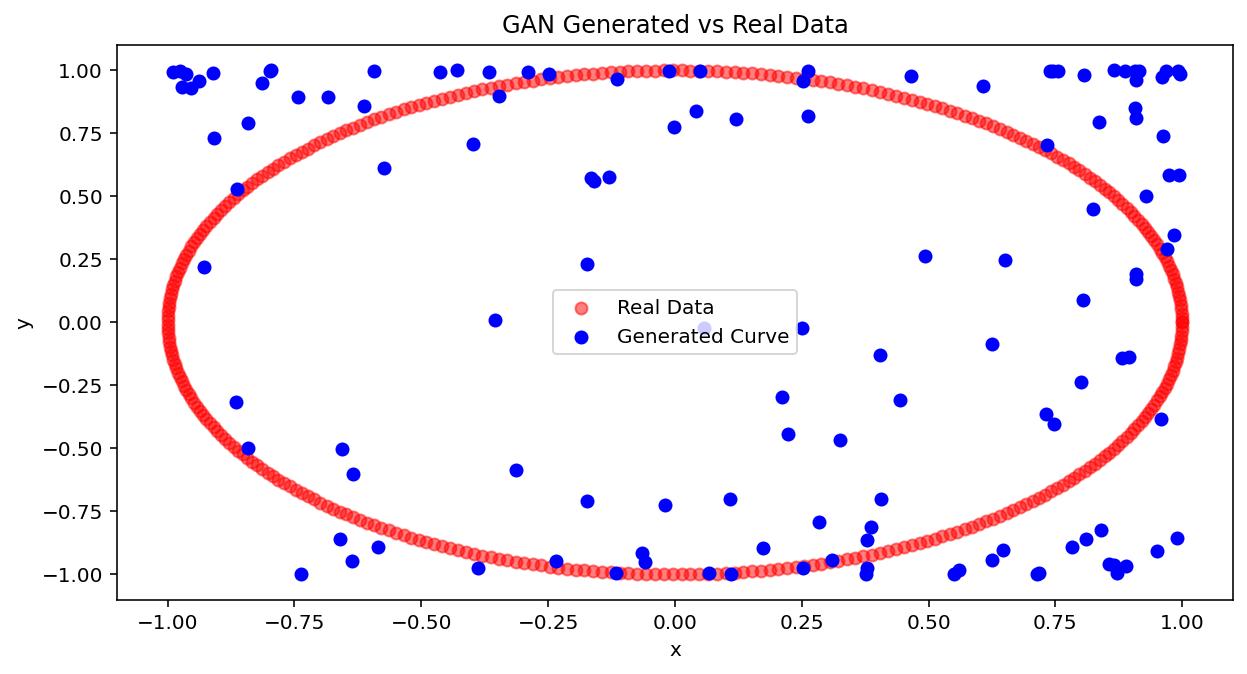 GAN Generated vs Real Data
1.00
0.75
0.50
0.25
0.00
−0.25
−0.50
−0.75
−1.00
y
Real Data
Generated Curve
−1.00 −0.75 −0.50 −0.25 0.00 0.25 0.50 0.75 1.00
x